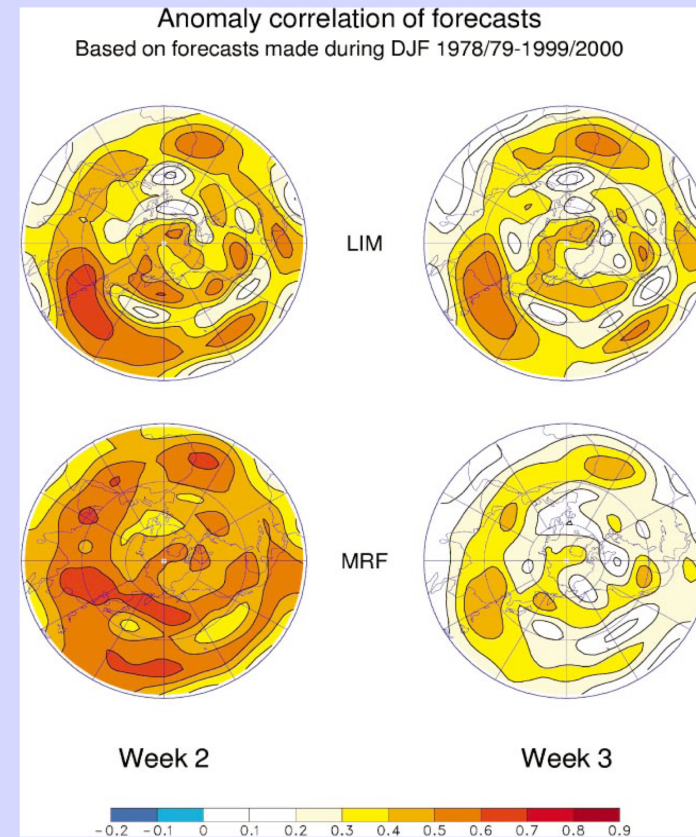 Anomaly correlation of forecasts
Based on forecasts made during DJF 1978/79-1999/2000
LIM
MRF
Week 2
Week 3
-0.2 -0.1 0 0.1 0.2 0.3 0.4 0.5 0.6 0.7 0.8 0.9